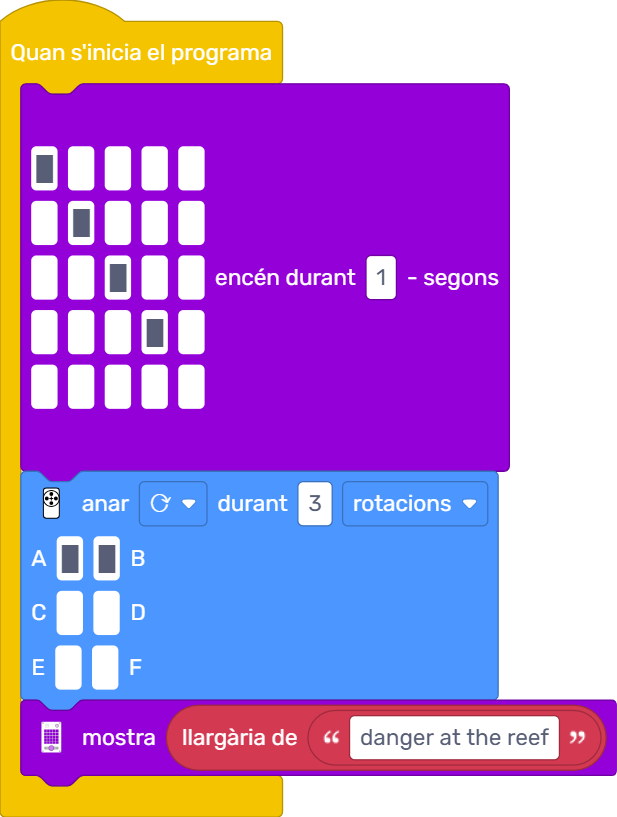 Quan s'inicia el programa
encén durant 1 - segons
anar durant 3 rotacions
A B
C D
E F
mostra llargària de “ danger at the reef ”